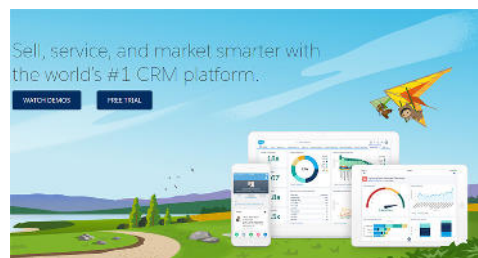 Sell, service, and market smarter with
the world's #1 CRM platform.
WATCH DEMOS
FREE TRIAL